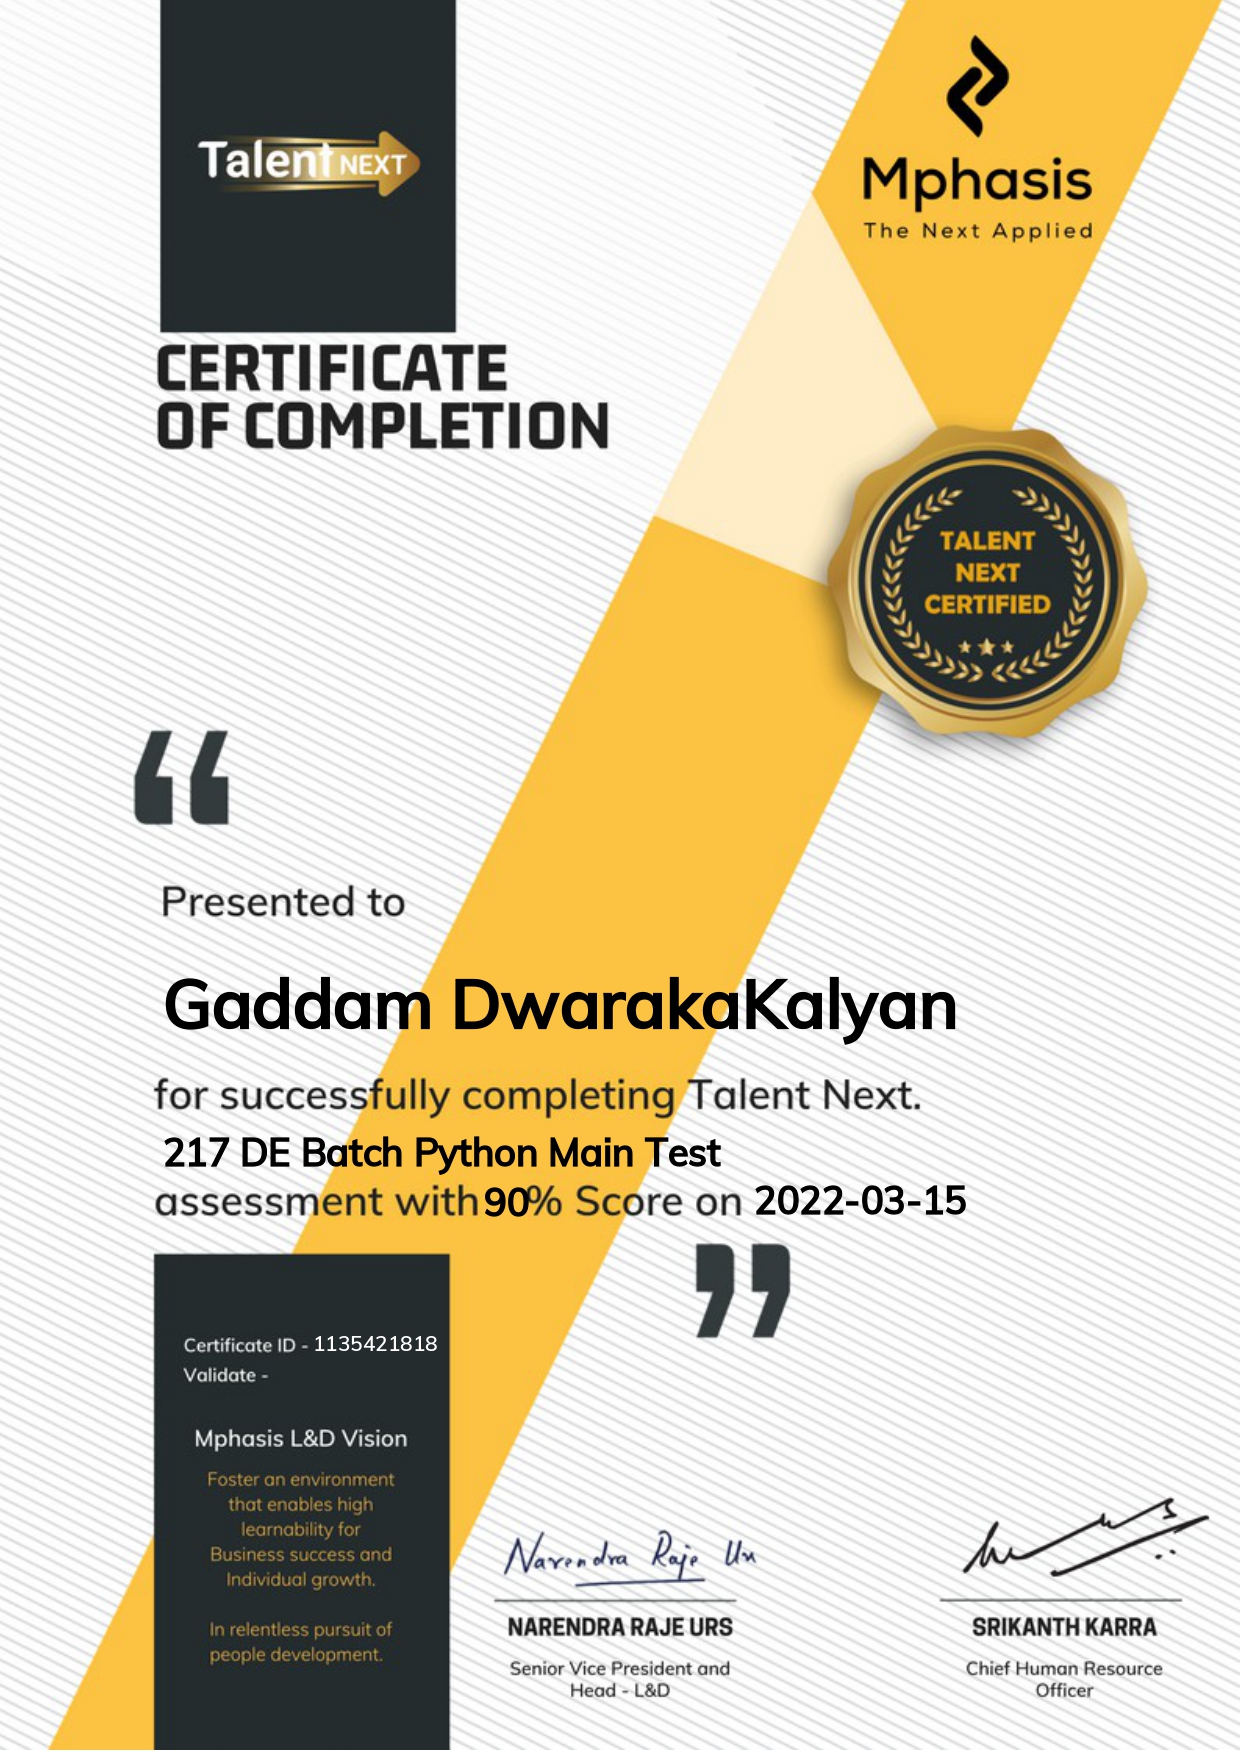 Talent NEXT
Mphasis
The Next Applied
CERTIFICATE
OF COMPLETION
TALENT
NEXT
CERTIFIED
“
Presented to
Gaddam DwarakaKalyan
for successfully completing Talent Next.
217 DE Batch Python Main Test
assessment with 90% Score on 2022-03-15
”
Certificate ID - 1135421818
Validate -
Mphasis L&D Vision
Foster an environment
that enables high
learnability for
Business success and
Individual growth.
In relentless pursuit of
people development.
Narendra Raje Urs
NARENDRA RAJE URS
Senior Vice President and
Head - L&D
SRIKANTH KARRA
Chief Human Resource
Officer